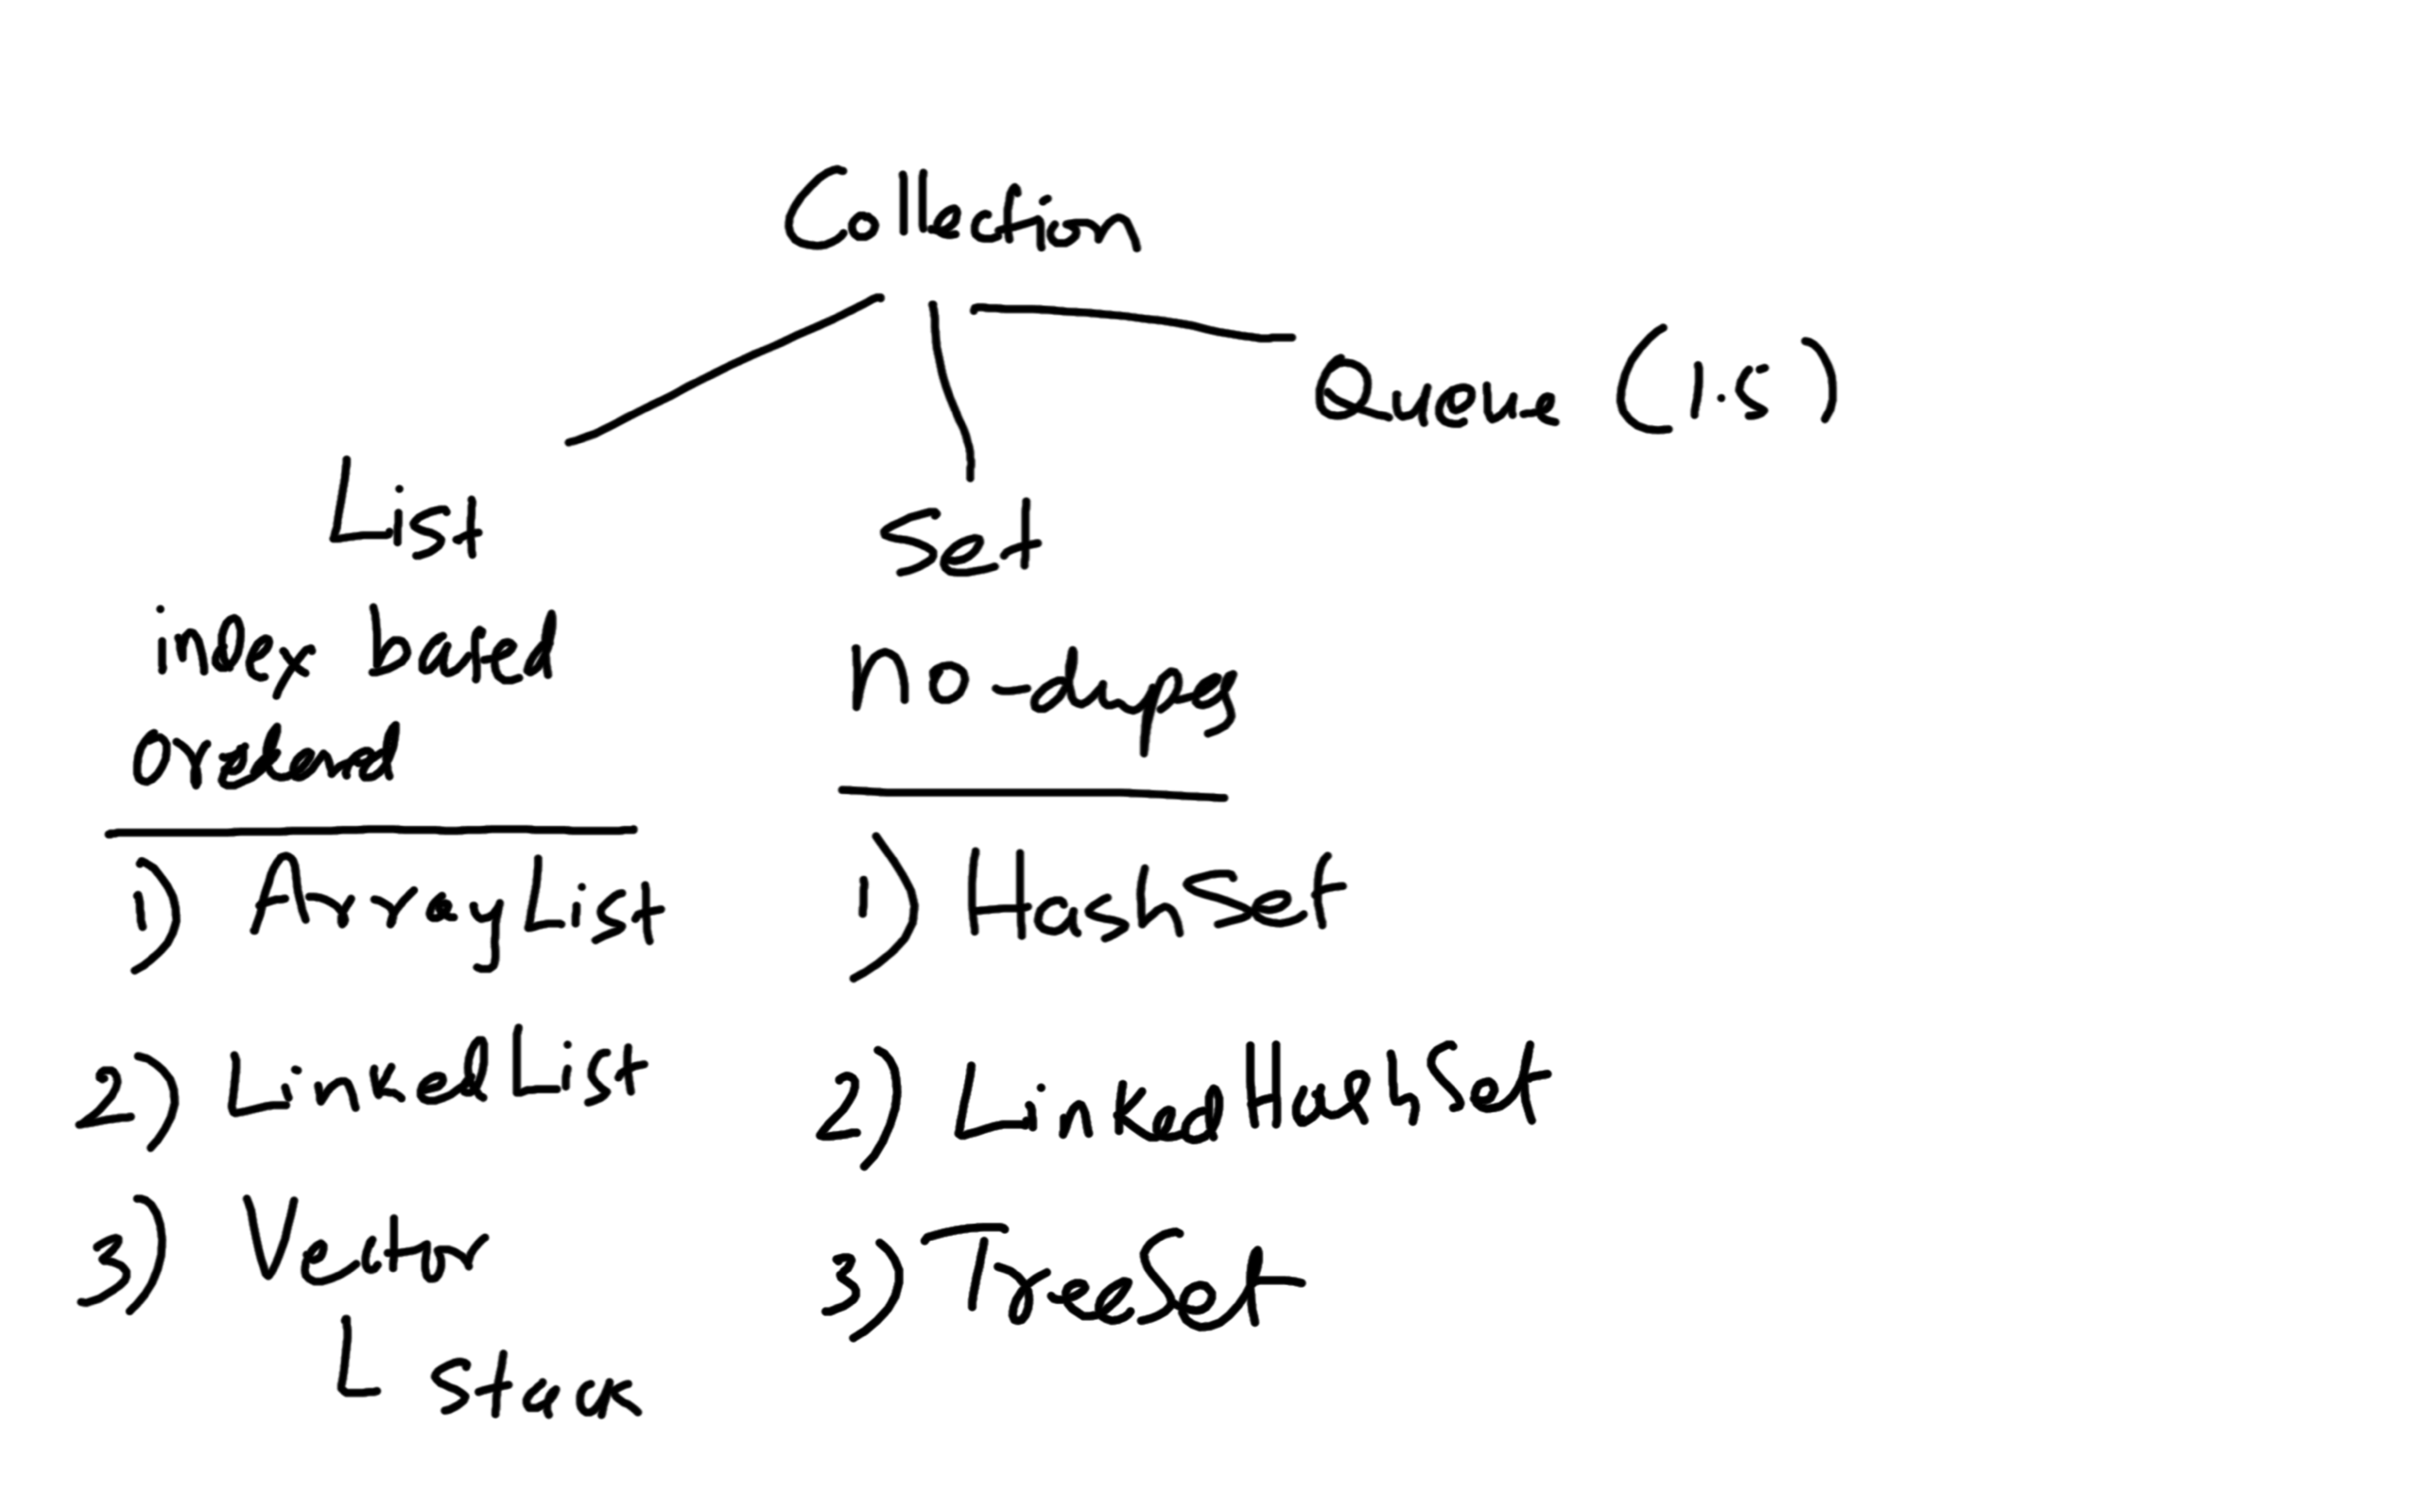 Collection
Queue (1.5)
List
index based
ordered
1) ArrayList
2) LinkedList
3) Vector
L Stack
Set
no-dupes
1) HashSet
2) LinkedHashSet
3) TreeSet